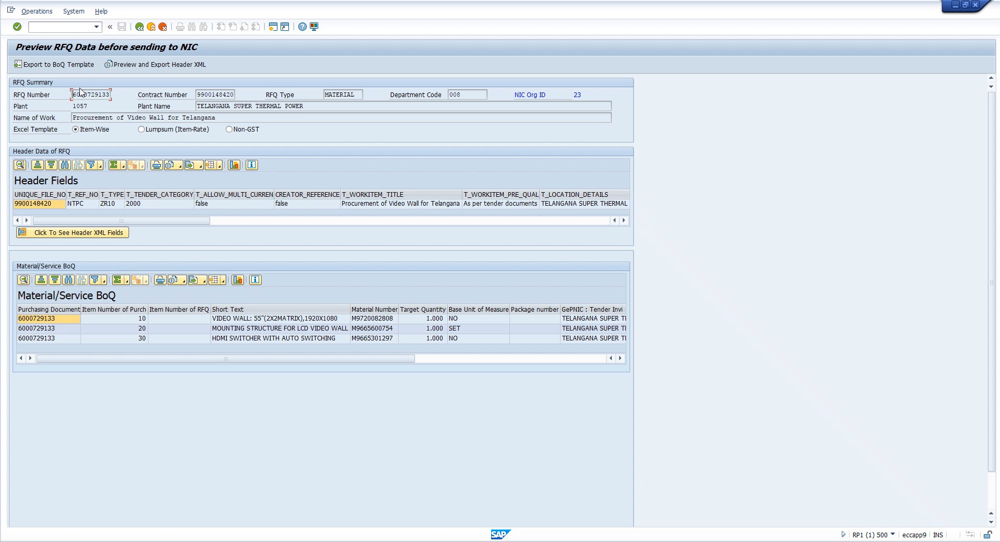 Operations System Help
Preview RFQ Data before sending to NIC
Export to BoQ Template Preview and Export Header XML
RFQ Summary
RFQ Number 6000729133 Contract Number 9900148420 RFQ Type MATERIAL Department Code 008 NIC Org ID 23
Plant 1057 Plant Name TELANGANA SUPER THERMAL POWER
Name of Work Procurement of Video Wall for Telangana
Excel Template Item-Wise Lumpsum (Item-Rate) Non-GST
Header Data of RFQ
Header Fields
UNIQUE_FILE_NO T_REF_NO T_TYPE T_TENDER_CATEGORY T_ALLOW_MULTI_CURREN CREATOR_REFERENCE T_WORKITEM_TITLE T_WORKITEM_PRE_QUAL T_LOCATION_DETAILS
9900148420 NTPC ZR10 2000 false false Procurement of Video Wall for Telangana As per tender documents TELANGANA SUPER THERMAL
Click To See Header XML Fields
Material/Service BoQ
Material/Service BoQ
Purchasing Document Item Number of Purch Item Number of RFQ Short Text Material Number Target Quantity Base Unit of Measure Package number GePNIC : Tender Invi
6000729133 10 VIDEO WALL: 55"(2X2MATRIX),1920X1080 M9720082808 1.000 NO TELANGANA SUPER TI
6000729133 20 MOUNTING STRUCTURE FOR LCD VIDEO WALL M9665600754 1.000 SET TELANGANA SUPER TI
6000729133 30 HDMI SWITCHER WITH AUTO SWITCHING M9665301297 1.000 NO TELANGANA SUPER TI
SAP
RP1 (1) 500 eccapp9 INS